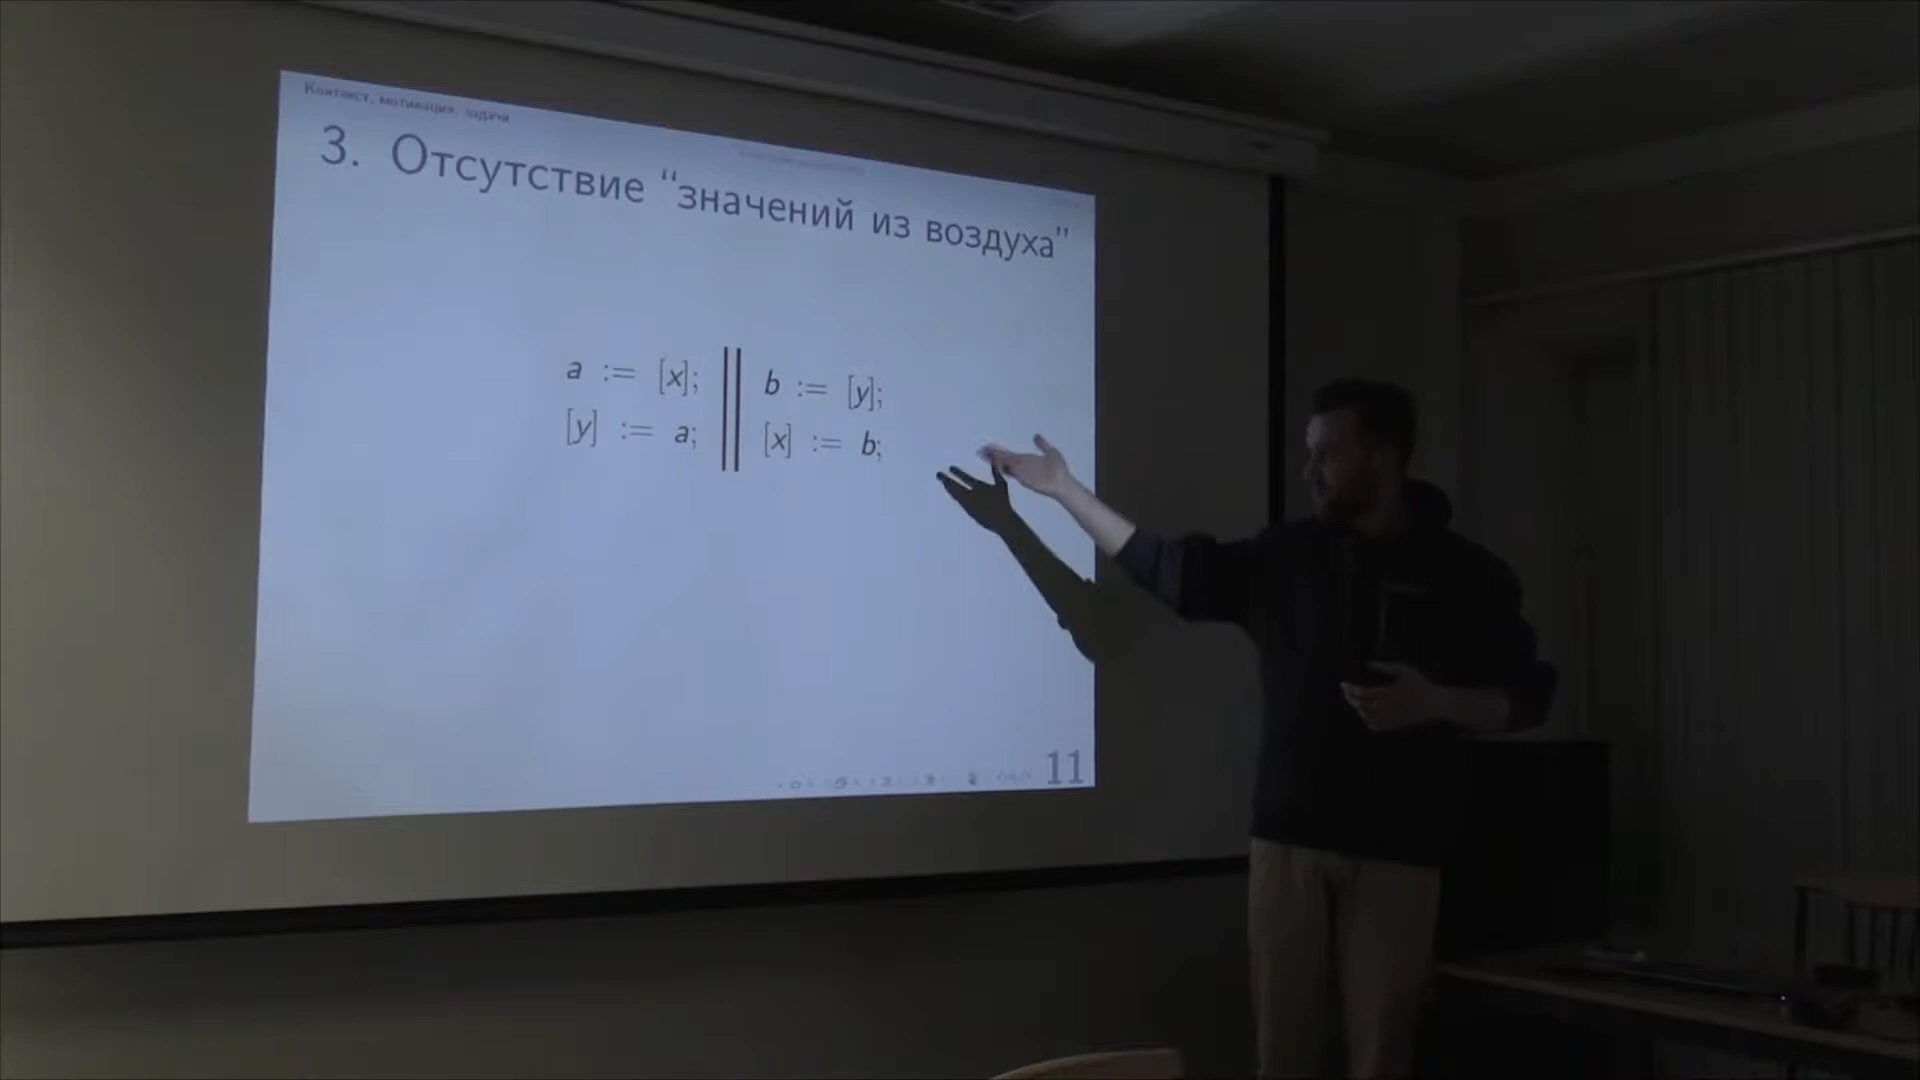 Контекст, мотивация, задачи
3. Отсутствие “значений из воздуха”
a := [x]; || b := [y];
[y] := a; || [x] := b;
11